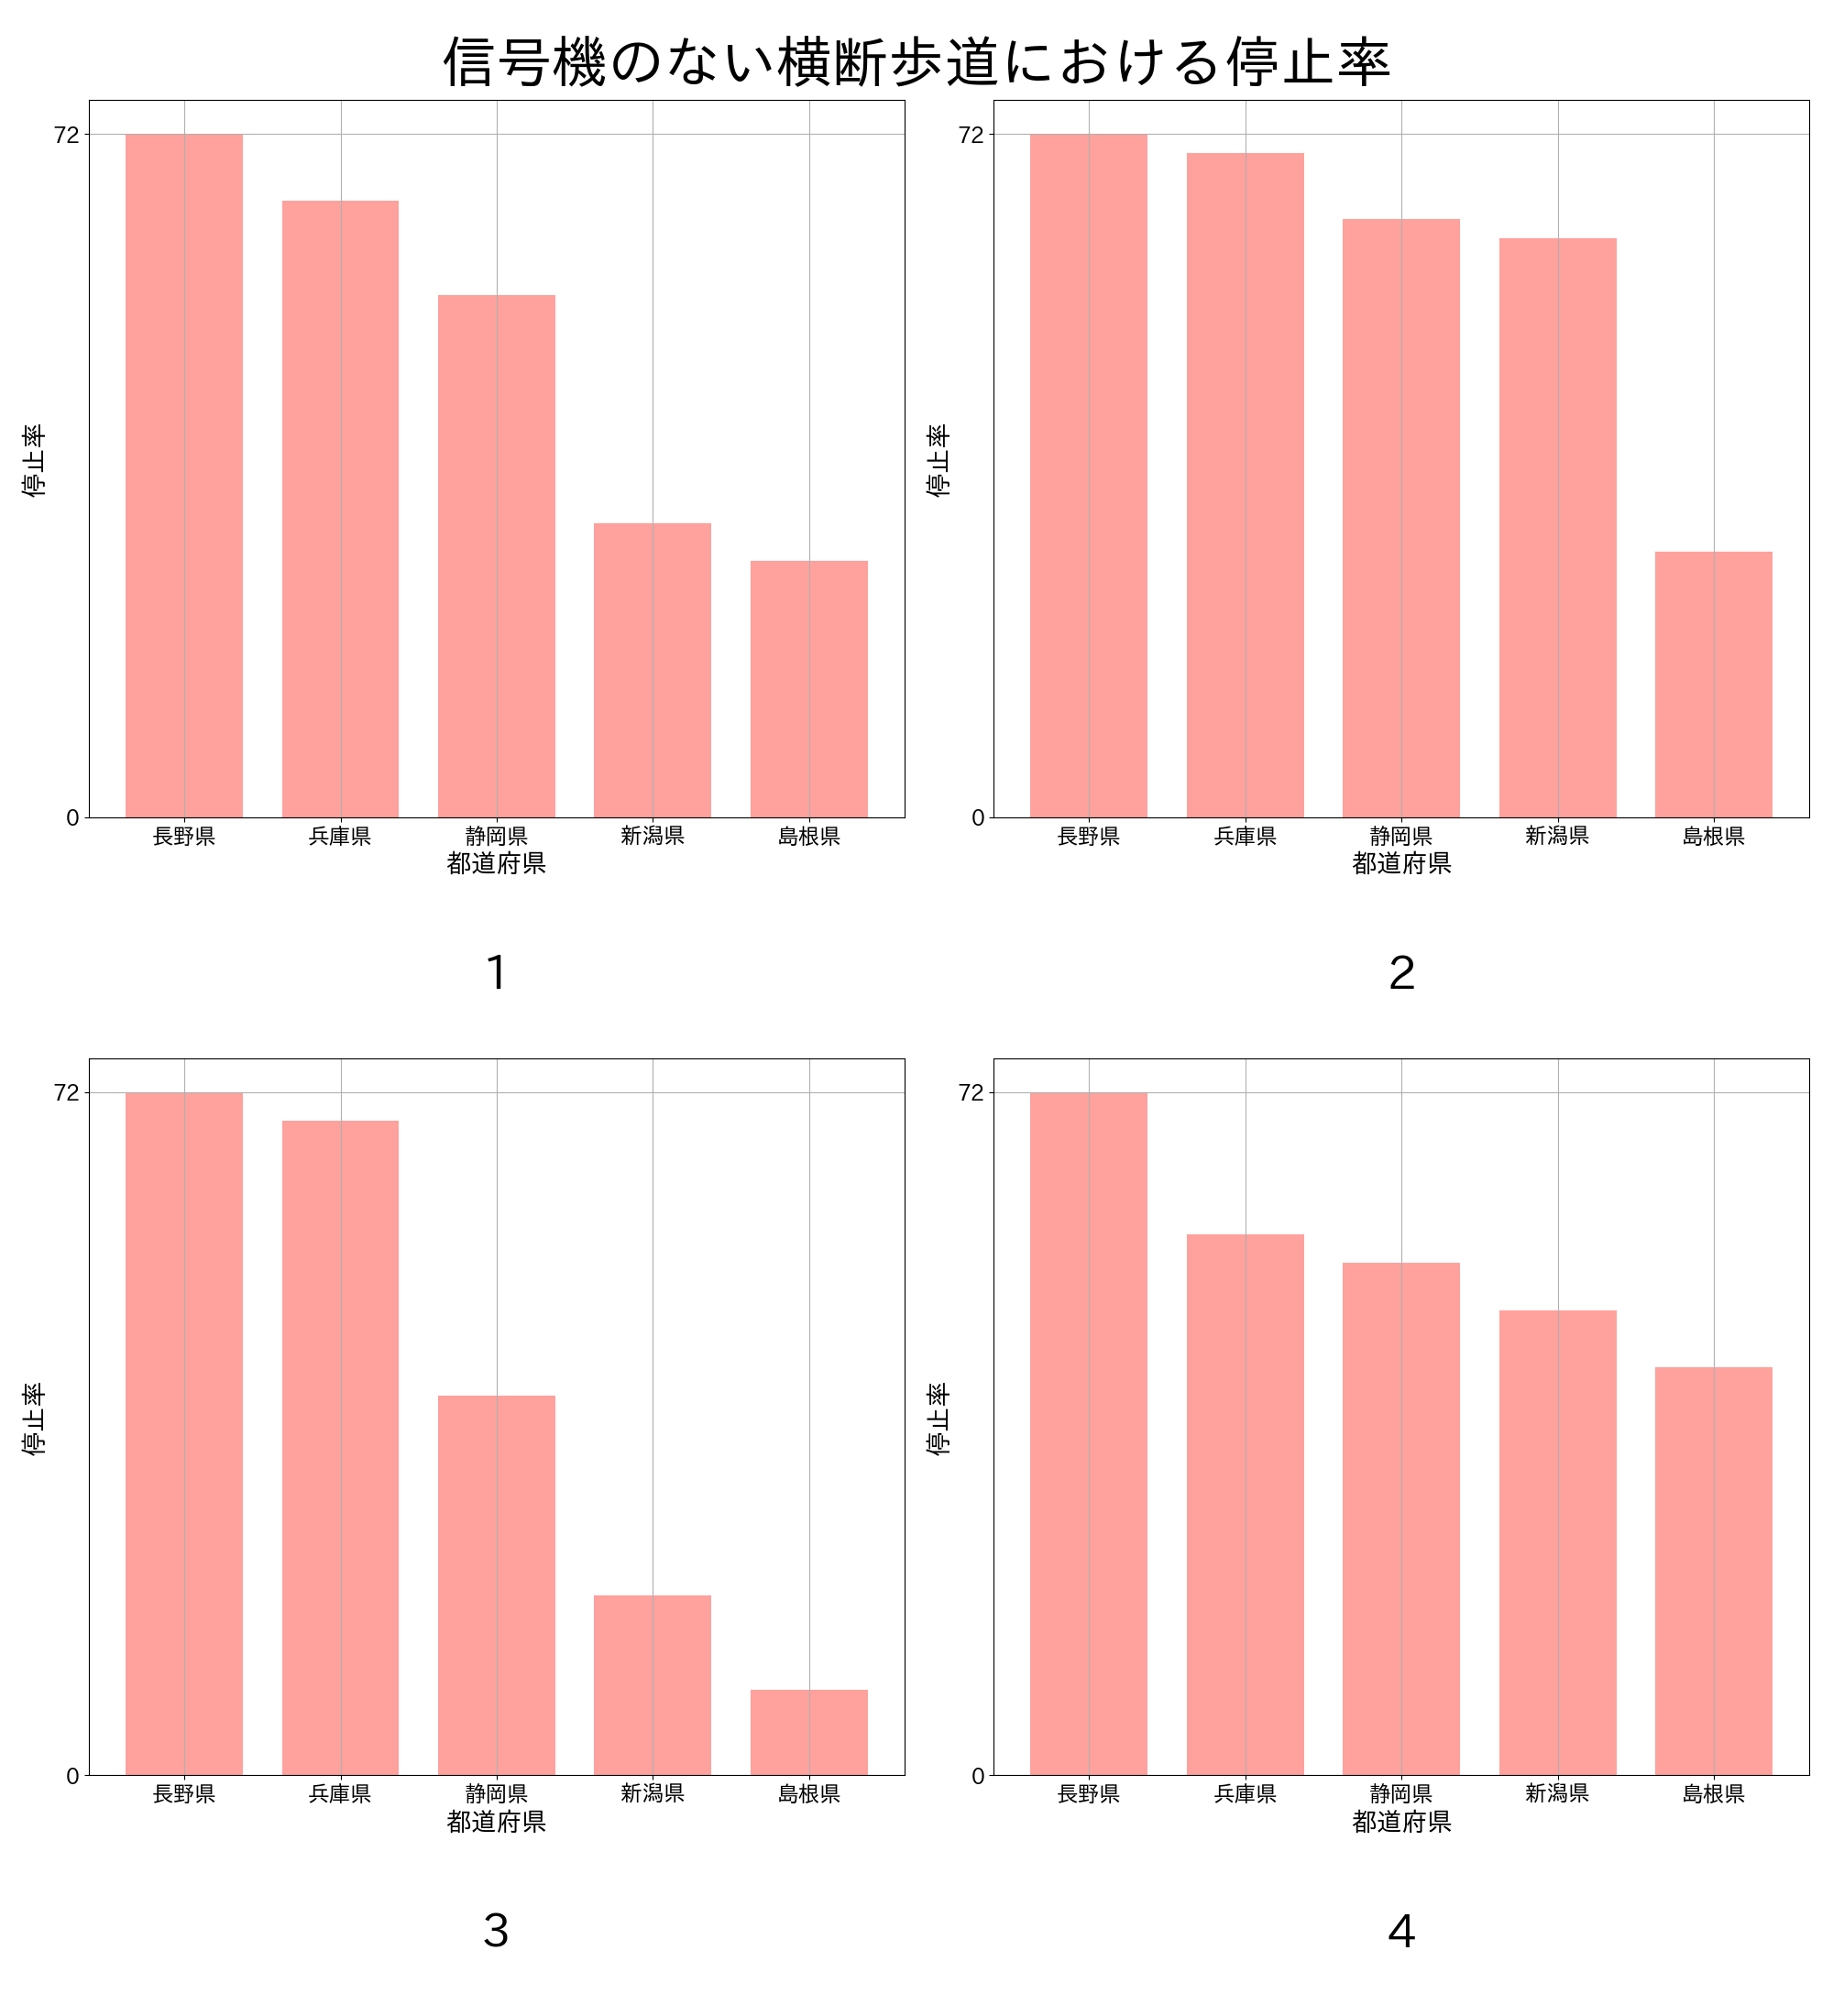 信号機のない横断歩道における停止率
72
0
停止率
長野県 兵庫県 静岡県 新潟県 島根県
都道府県
1
72
0
停止率
長野県 兵庫県 静岡県 新潟県 島根県
都道府県
2
72
0
停止率
長野県 兵庫県 静岡県 新潟県 島根県
都道府県
3
72
0
停止率
長野県 兵庫県 静岡県 新潟県 島根県
都道府県
4